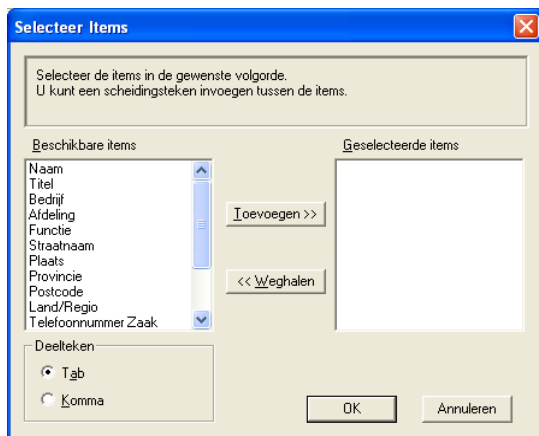 Selecteer Items
Selecteer de items in de gewenste volgorde.
U kunt een scheidingsteken invoegen tussen de items.
Beschikbare items
Geselecteerde items
Naam
Titel
Bedrijf
Afdeling
Functie
Straatnaam
Plaats
Provincie
Postcode
Land/Regio
Telefoonnummer Zaak
Toevoegen >>
<< Weghalen
Deelteken
Tab
Komma
OK
Annuleren